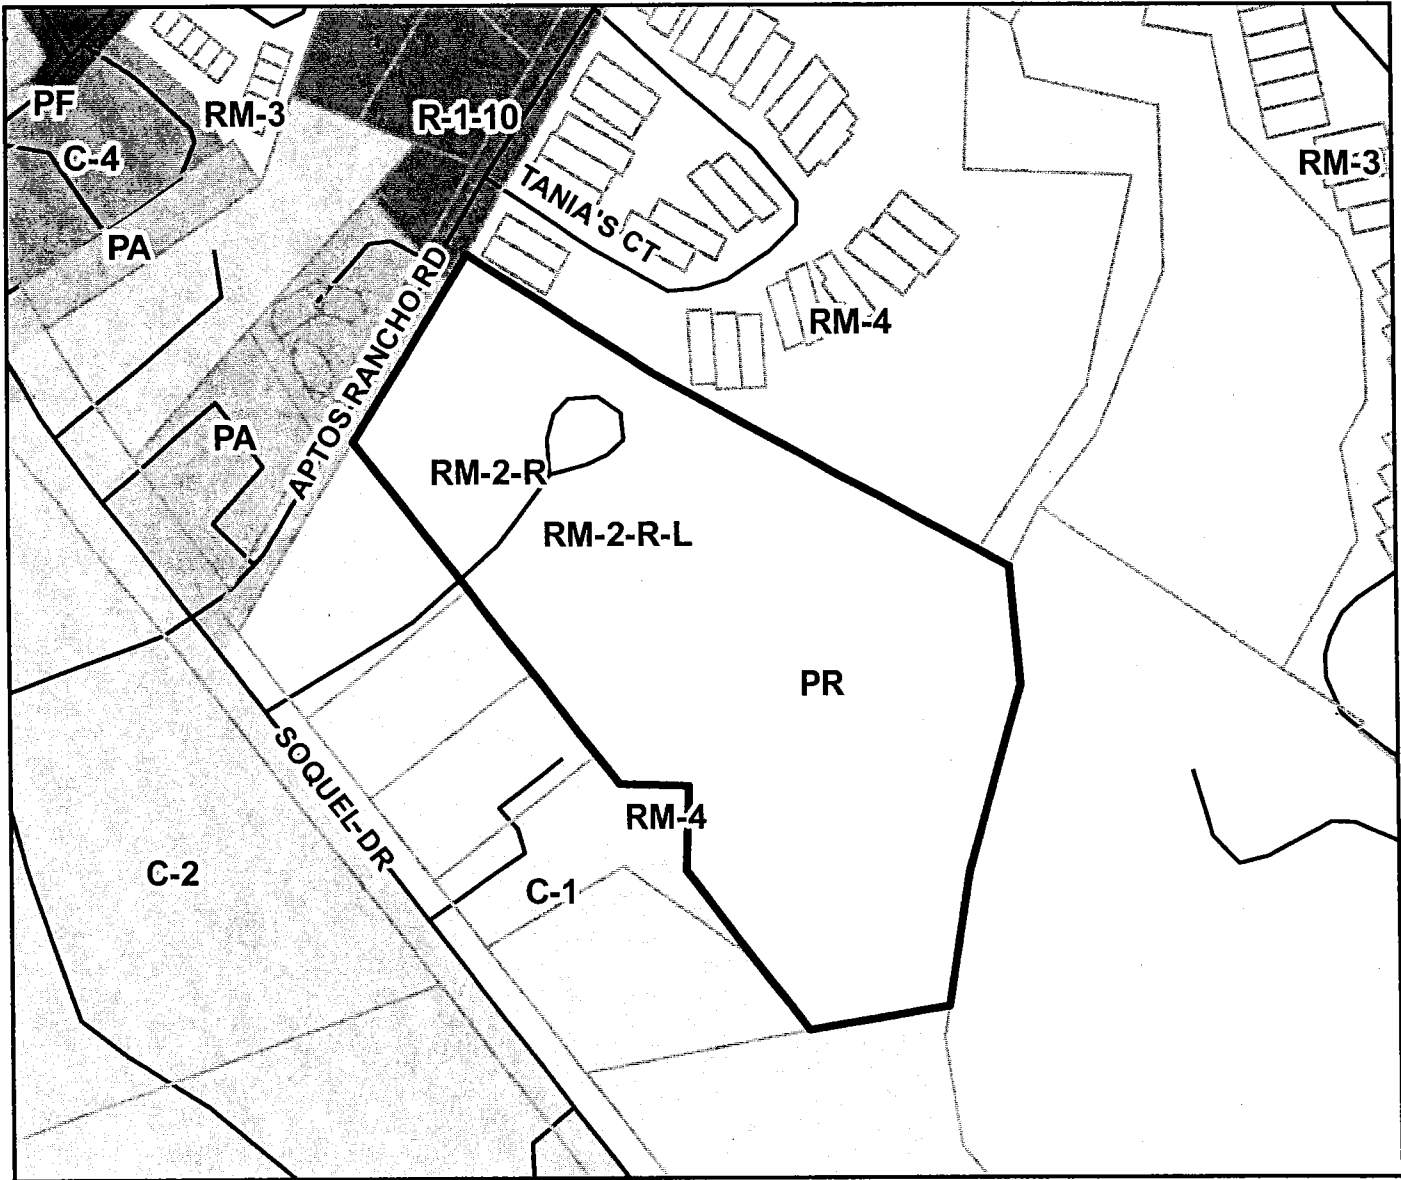 PF
RM-3
R-1-10
C-4
RM-3
TANIA'S CT
PA
RM-4
APTOS RANCHO RD
PA
RM-2-R
RM-2-R-L
PR
SOQUEL DR
RM-4
C-2
C-1